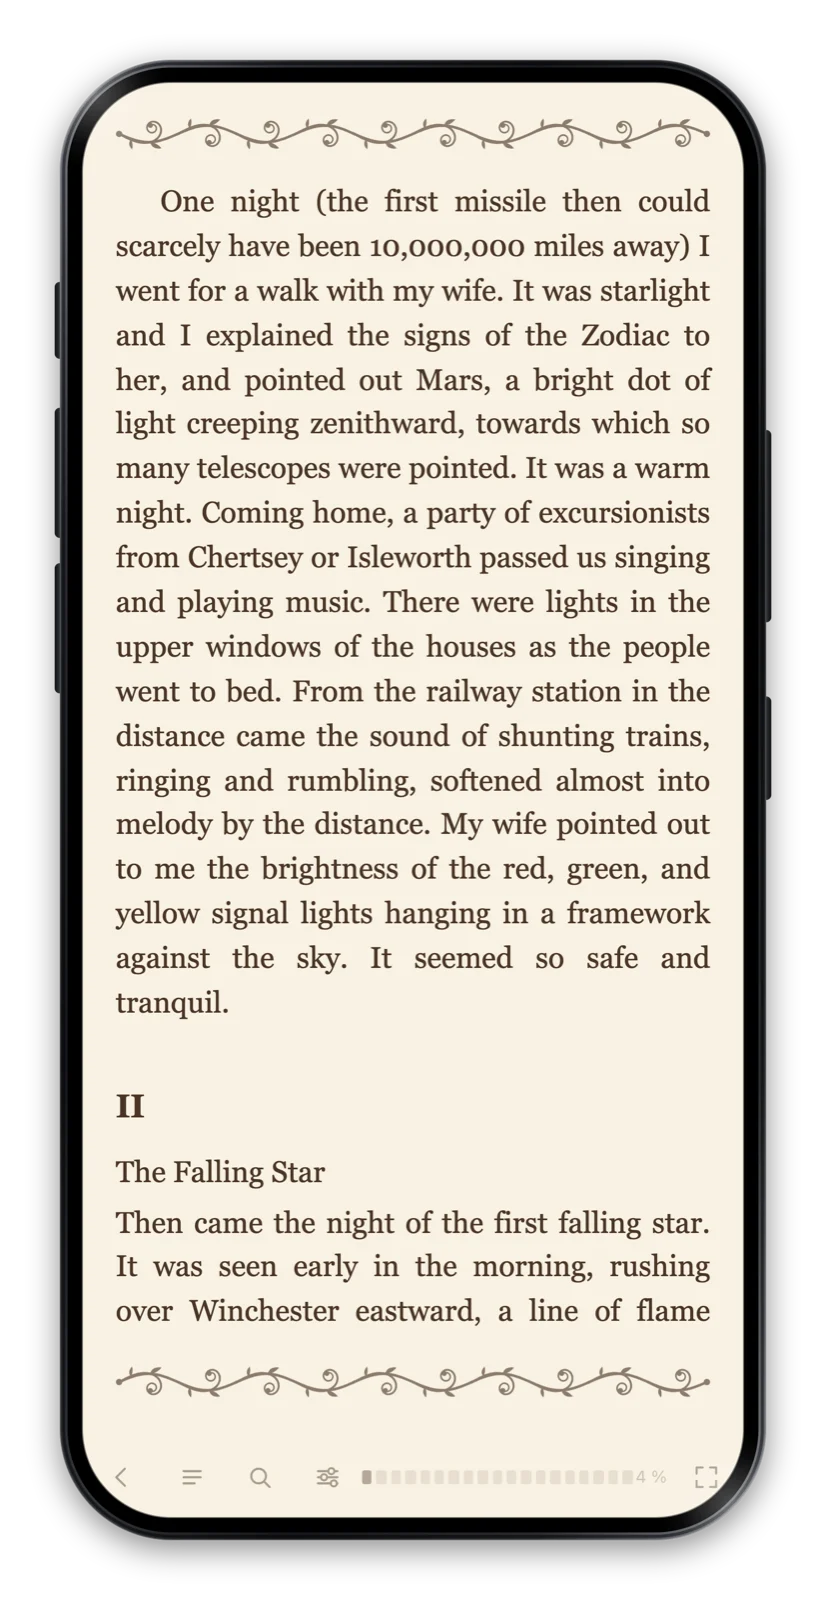 One night (the first missile then could
scarcely have been 10,000,000 miles away) I
went for a walk with my wife. It was starlight
and I explained the signs of the Zodiac to
her, and pointed out Mars, a bright dot of
light creeping zenithward, towards which so
many telescopes were pointed. It was a warm
night. Coming home, a party of excursionists
from Chertsey or Isleworth passed us singing
and playing music. There were lights in the
upper windows of the houses as the people
went to bed. From the railway station in the
distance came the sound of shunting trains,
ringing and rumbling, softened almost into
melody by the distance. My wife pointed out
to me the brightness of the red, green, and
yellow signal lights hanging in a framework
against the sky. It seemed so safe and
tranquil.
II
The Falling Star
Then came the night of the first falling star.
It was seen early in the morning, rushing
over Winchester eastward, a line of flame
4 %